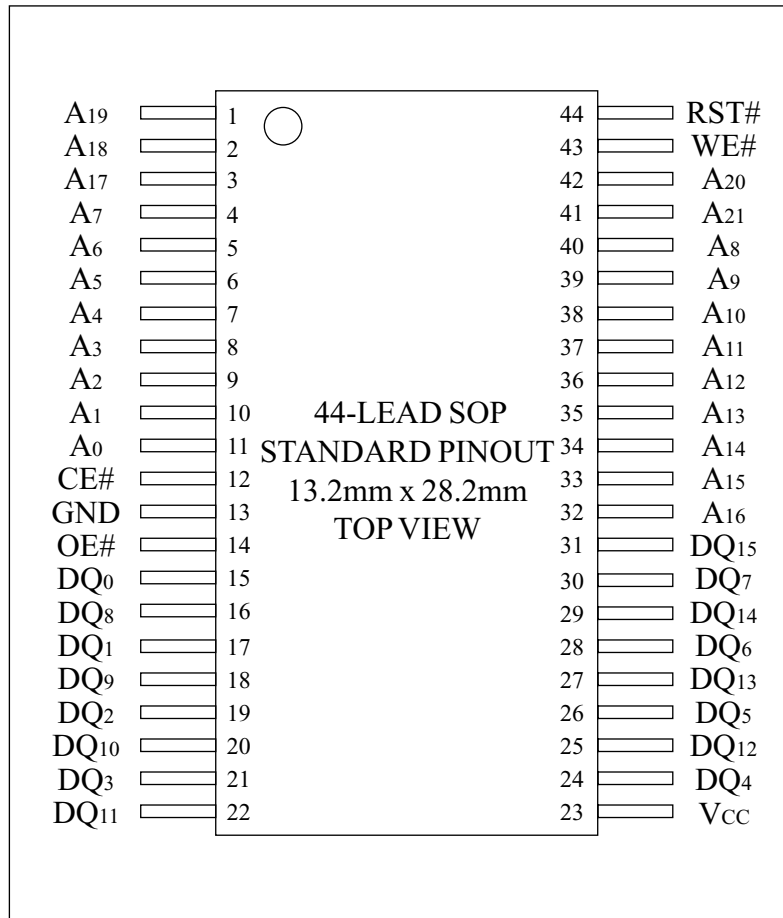 A19 1 44 RST#
A18 2 43 WE#
A17 3 42 A20
A7 4 41 A21
A6 5 40 A8
A5 6 39 A9
A4 7 38 A10
A3 8 37 A11
A2 9 36 A12
A1 10 35 A13
A0 11 34 A14
CE# 12 33 A15
GND 13 32 A16
OE# 14 31 DQ15
DQ0 15 30 DQ7
DQ8 16 29 DQ14
DQ1 17 28 DQ6
DQ9 18 27 DQ13
DQ2 19 26 DQ5
DQ10 20 25 DQ12
DQ3 21 24 DQ4
DQ11 22 23 VCC
44-LEAD SOP
STANDARD PINOUT
13.2mm x 28.2mm
TOP VIEW